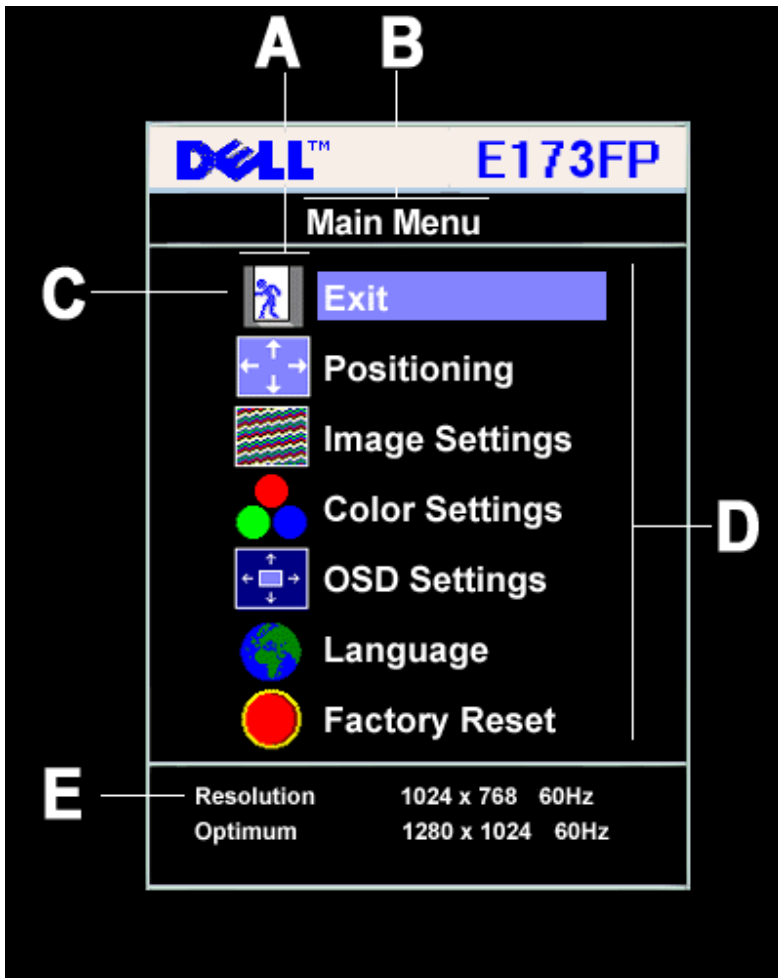 A B
DELL™ E173FP
Main Menu
C Exit
Positioning
Image Settings
Color Settings
D
OSD Settings
Language
Factory Reset
E Resolution 1024 x 768 60Hz
Optimum 1280 x 1024 60Hz